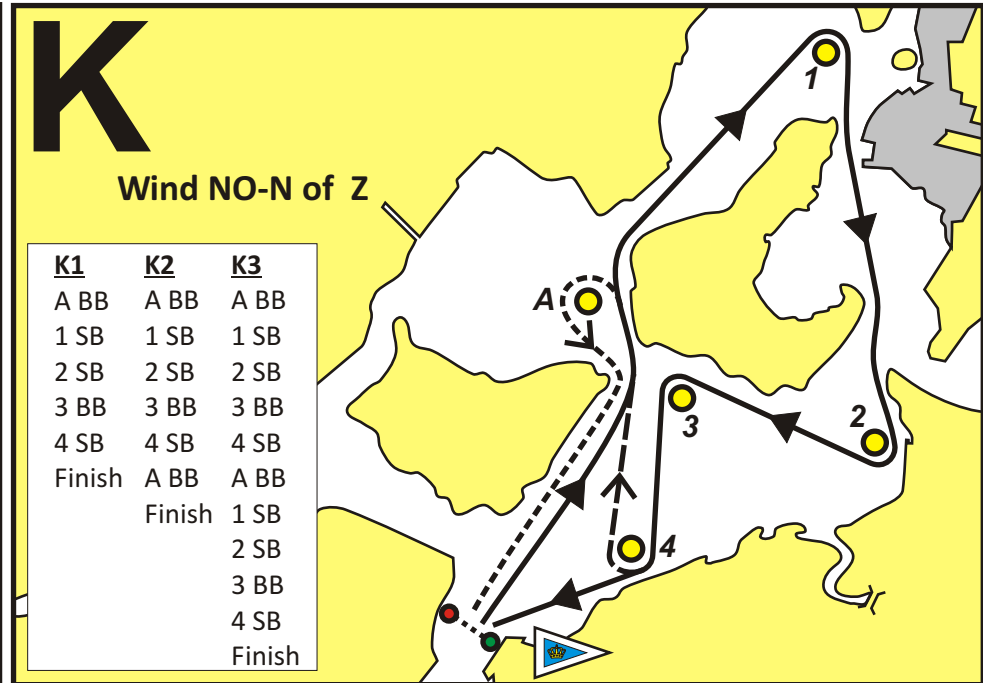 K
Wind NO-N of Z
K1 K2 K3
A BB A BB A BB
1 SB 1 SB 1 SB
2 SB 2 SB 2 SB
3 BB 3 BB 3 BB
4 SB 4 SB 4 SB
Finish A BB A BB
Finish 1 SB
2 SB
3 BB
4 SB
Finish
1
A
3
2
4